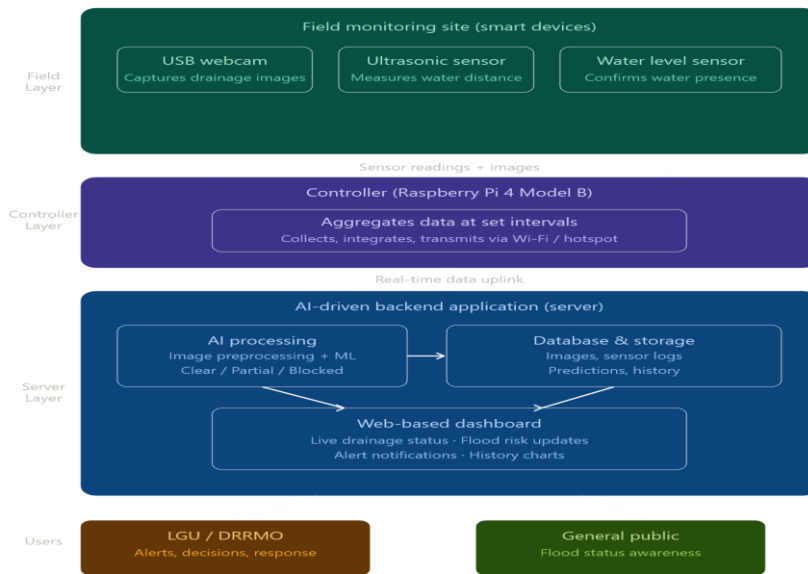 Field monitoring site (smart devices)
USB webcam
Captures drainage images
Ultrasonic sensor
Measures water distance
Water level sensor
Confirms water presence
Field
Layer
Sensor readings + images
Controller (Raspberry Pi 4 Model B)
Aggregates data at set intervals
Collects, integrates, transmits via Wi-Fi / hotspot
Controller
Layer
Real-time data uplink
AI-driven backend application (server)
AI processing
Image preprocessing + ML
Clear / Partial / Blocked
Database & storage
Images, sensor logs
Predictions, history
Server
Layer
Web-based dashboard
Live drainage status · Flood risk updates
Alert notifications · History charts
Users
LGU / DRRMO
Alerts, decisions, response
General public
Flood status awareness